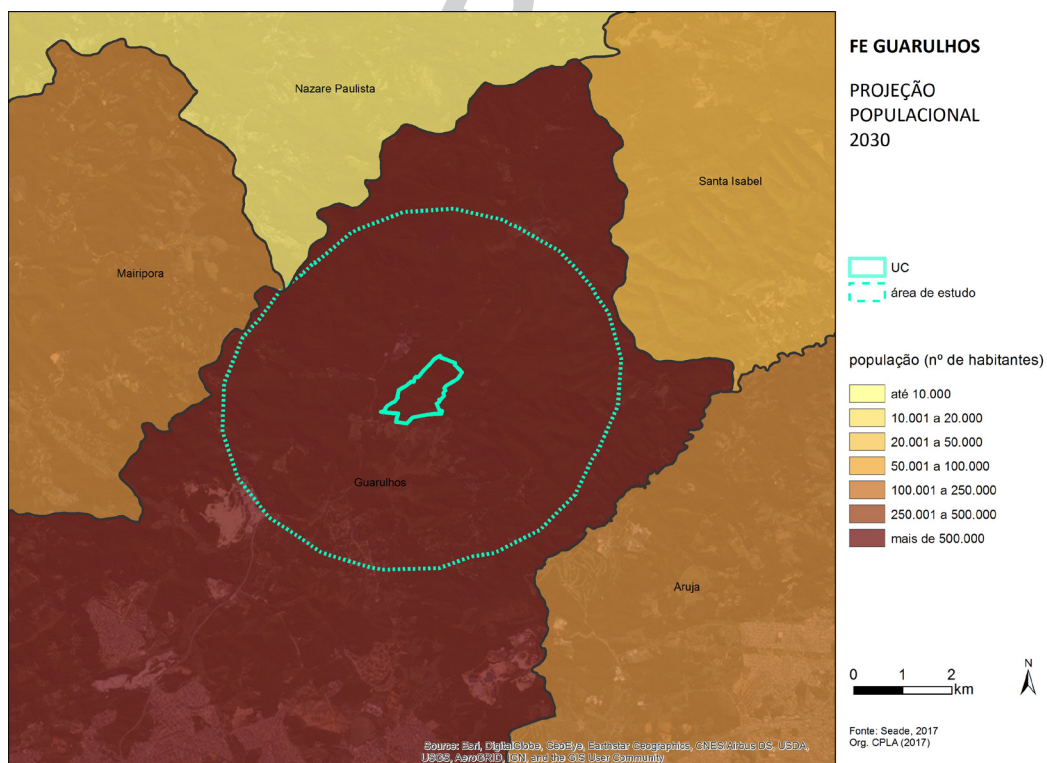 FE GUARULHOS
PROJEÇÃO
POPULACIONAL
2030
Nazare Paulista
Santa Isabel
Mairipora
Guarulhos
Aruja
UC
área de estudo
população (nº de habitantes)
até 10.000
10.001 a 20.000
20.001 a 50.000
50.001 a 100.000
100.001 a 250.000
250.001 a 500.000
mais de 500.000
0 1 2
km
N
Fonte: Seade, 2017
Org. CPLA (2017)
Source: Esri, DigitalGlobe, GeoEye, Earthstar Geographics, CNES/Airbus DS, USDA,
USGS, AeroGRID, IGN, and the GIS User Community